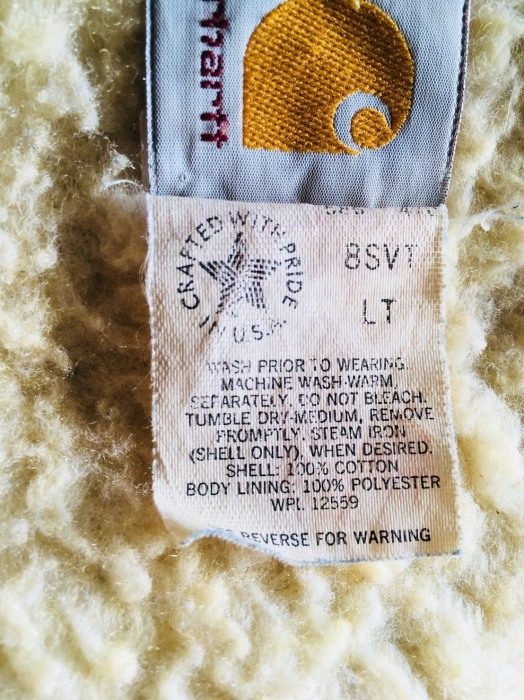 rhartt
CRAFTED WITH PRIDE
IN U.S.A.
8SVT
LT
WASH PRIOR TO WEARING.
MACHINE WASH-WARM,
SEPARATELY. DO NOT BLEACH.
TUMBLE DRY-MEDIUM, REMOVE
PROMPTLY. STEAM IRON
(SHELL ONLY), WHEN DESIRED.
SHELL: 100% COTTON
BODY LINING: 100% POLYESTER
WPL 12559
REVERSE FOR WARNING